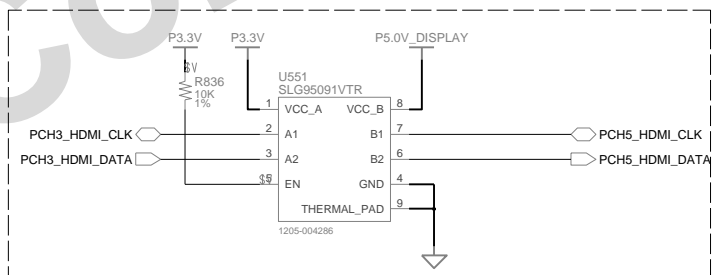 P3.3V P3.3V P5.0V_DISPLAY
$V
U551
SLG95091VTR
R836
10K
1%
1 VCC_A VCC_B 8
PCH3_HDMI_CLK 2 A1 B1 7 PCH5_HDMI_CLK
PCH3_HDMI_DATA 3 A2 B2 6 PCH5_HDMI_DATA
EN GND 4
THERMAL_PAD 9
1205-004286